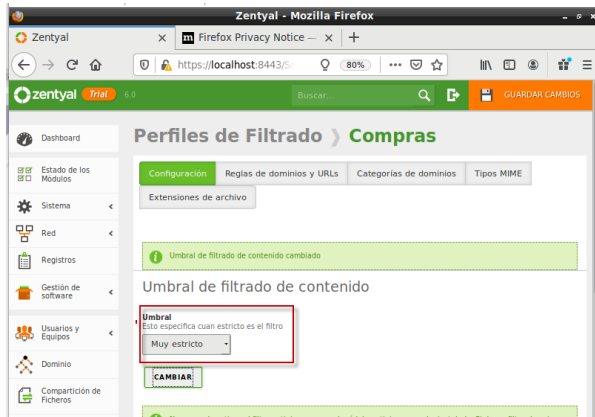 Zentyal - Mozilla Firefox
Zentyal
Firefox Privacy Notice —
https://localhost:8443/S
80%
zentyal Trial 6.0
Buscar...
GUARDAR CAMBIOS
Dashboard
Estado de los
Módulos
Sistema
Red
Registros
Gestión de
software
Usuarios y
Equipos
Dominio
Compartición de
Ficheros
Perfiles de Filtrado Compras
Configuración
Reglas de dominios y URLs
Categorías de dominios
Tipos MIME
Extensiones de archivo
Umbral de filtrado de contenido cambiado
Umbral de filtrado de contenido
Umbral
Esto especifica cuan estricto es el filtro
Muy estricto
CAMBIAR